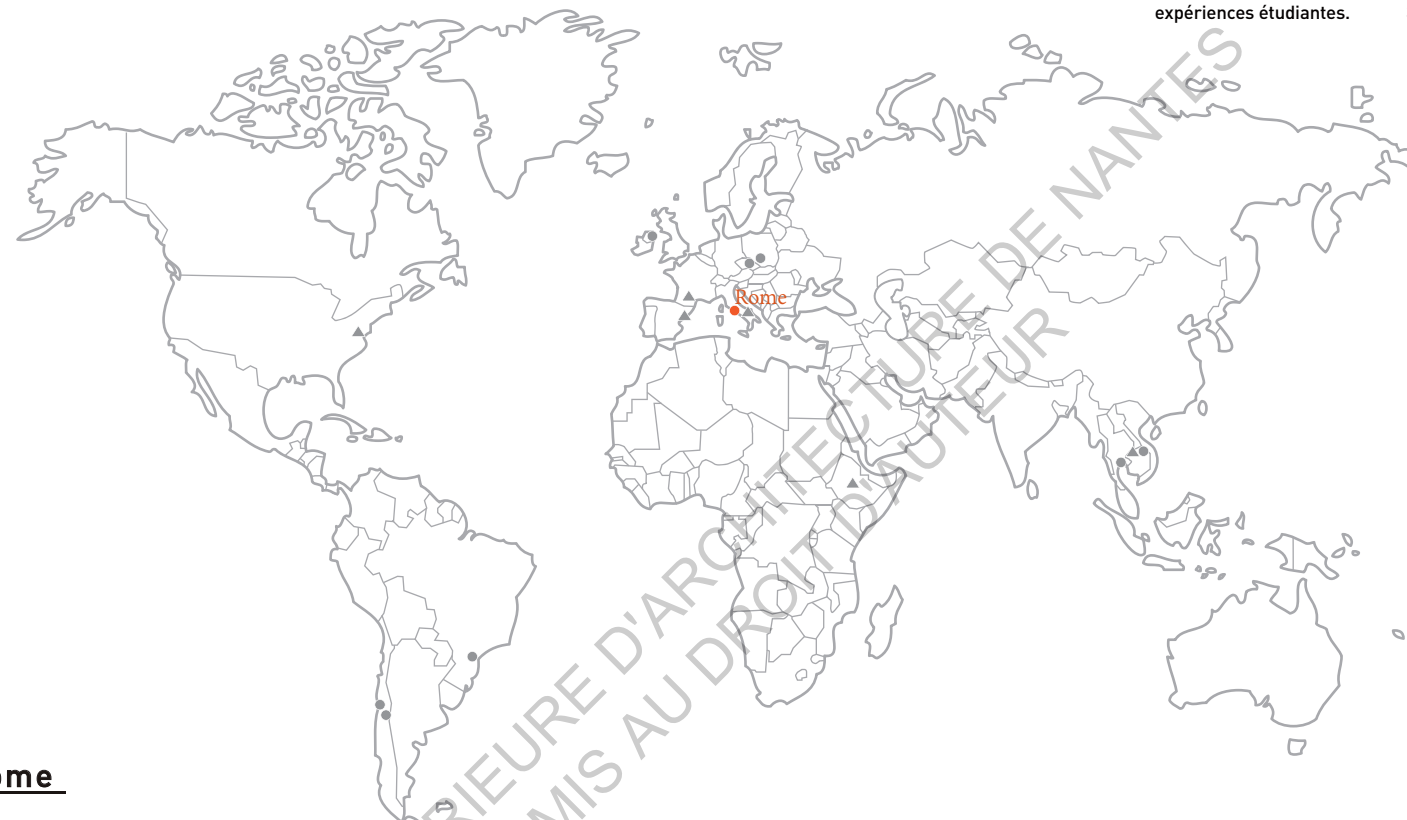 expériences étudiantes.
Rome
ome
RIEURE D'ARCHITECTURE DE NANTES
MIS AU DROIT D'AUTEUR